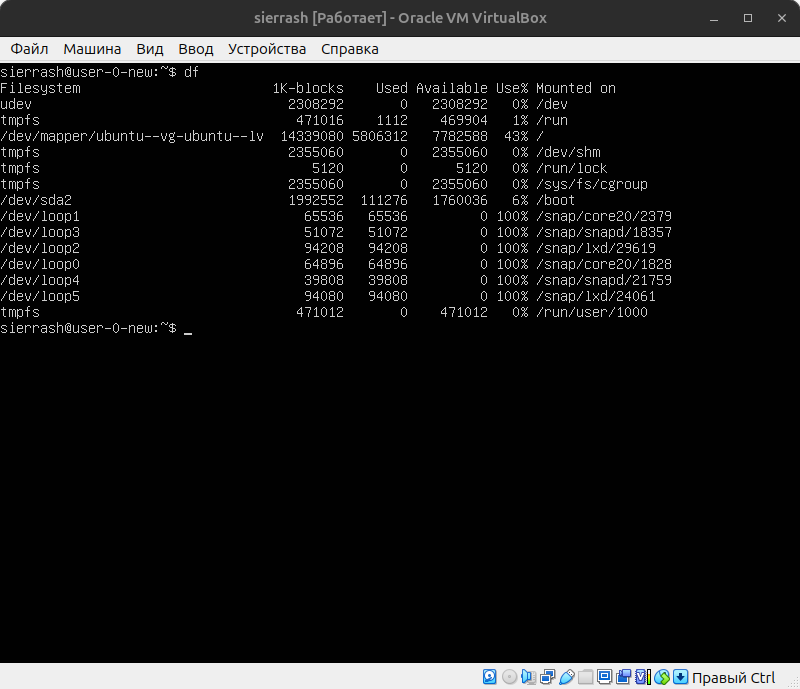 sierrash [Работает] - Oracle VM VirtualBox
Файл Машина Вид Ввод Устройства Справка
sierrash@user-0-new:~$ df
Filesystem 1K-blocks Used Available Use% Mounted on
udev 2308292 0 2308292 0% /dev
tmpfs 471016 1112 469904 1% /run
/dev/mapper/ubuntu--vg-ubuntu--lv 14339080 5806312 7782588 43% /
tmpfs 2355060 0 2355060 0% /dev/shm
tmpfs 5120 0 5120 0% /run/lock
tmpfs 2355060 0 2355060 0% /sys/fs/cgroup
/dev/sda2 1992552 111276 1760036 6% /boot
/dev/loop1 65536 65536 0 100% /snap/core20/2379
/dev/loop3 51072 51072 0 100% /snap/snapd/18357
/dev/loop2 94208 94208 0 100% /snap/lxd/29619
/dev/loop0 64896 64896 0 100% /snap/core20/1828
/dev/loop4 39808 39808 0 100% /snap/snapd/21759
/dev/loop5 94080 94080 0 100% /snap/lxd/24061
tmpfs 471012 0 471012 0% /run/user/1000
sierrash@user-0-new:~$ _
Правый Ctrl